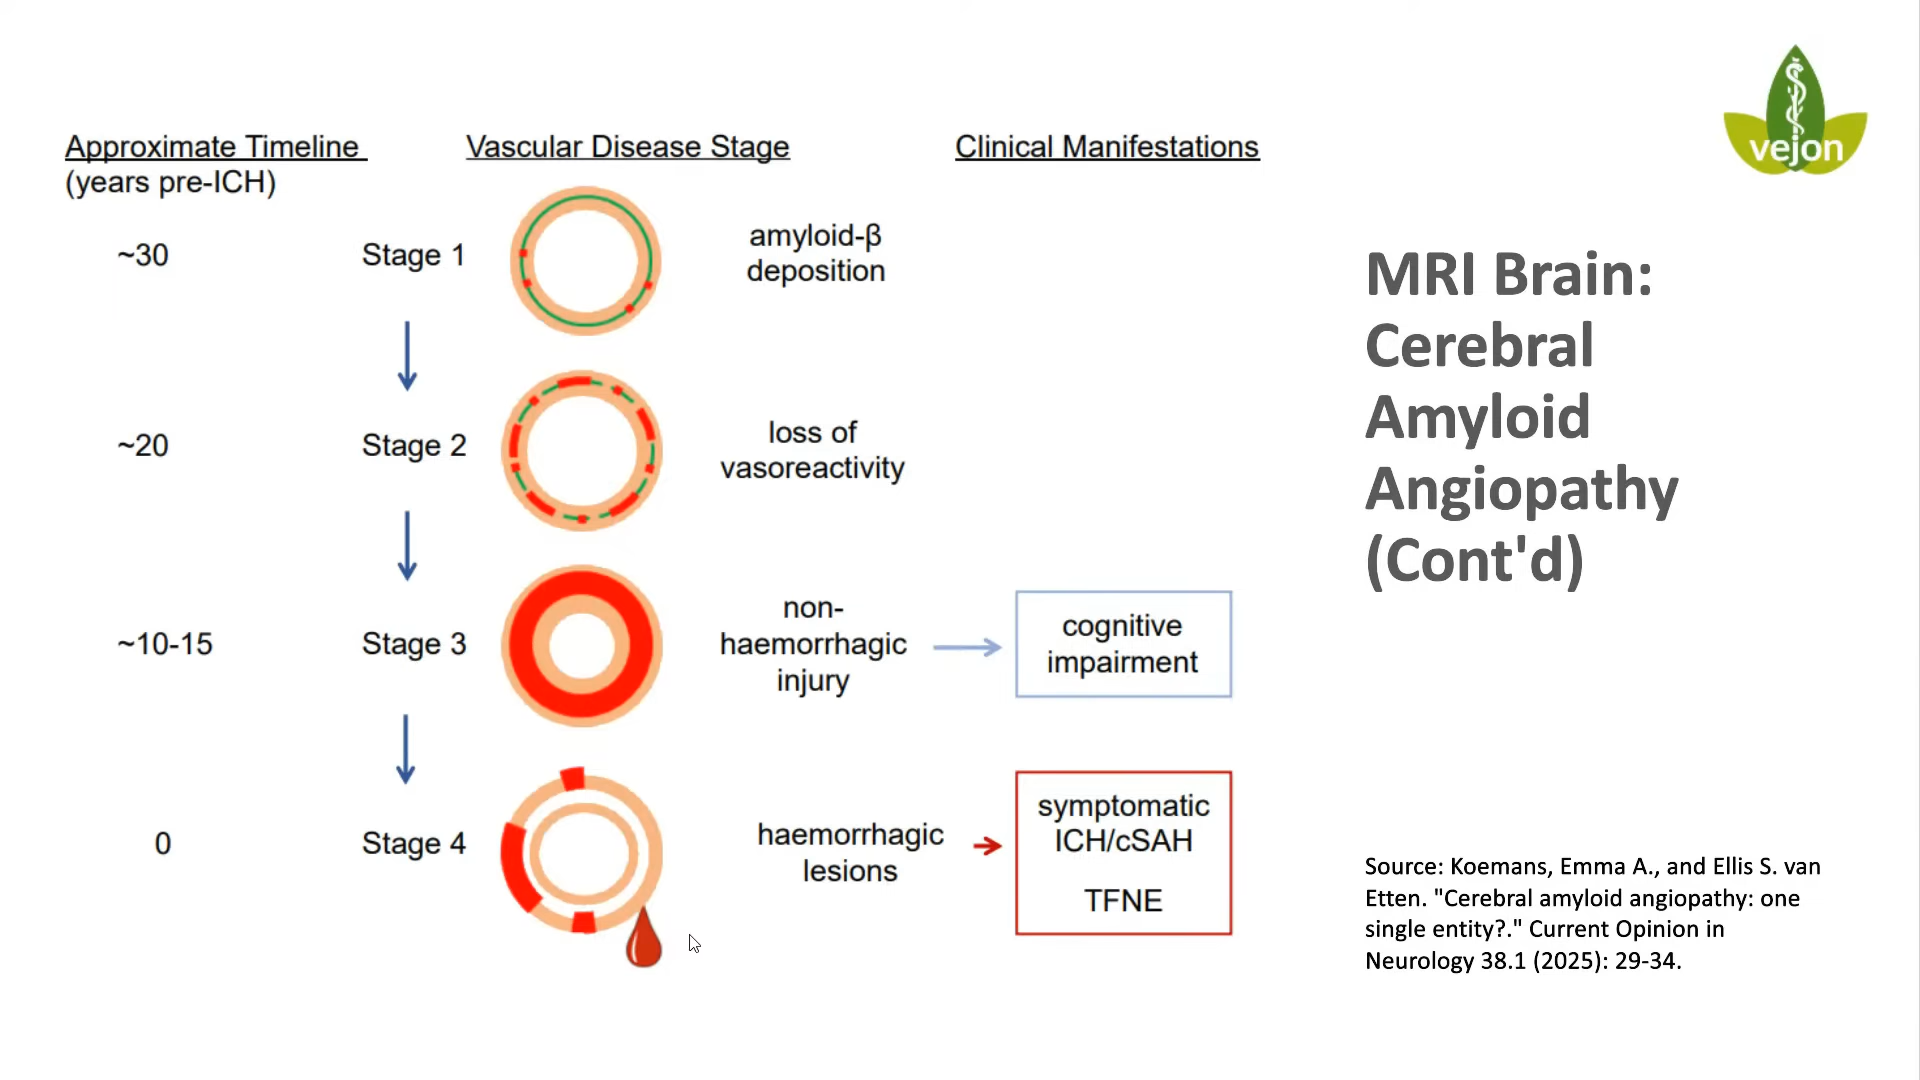 Approximate Timeline
(years pre-ICH)
Vascular Disease Stage
Clinical Manifestations
~30
Stage 1
amyloid-β
deposition
~20
Stage 2
loss of
vasoreactivity
~10-15
Stage 3
non-
haemorrhagic
injury
cognitive
impairment
0
Stage 4
haemorrhagic
lesions
symptomatic
ICH/cSAH
TFNE
vejon
MRI Brain:
Cerebral
Amyloid
Angiopathy
(Cont'd)
Source: Koemans, Emma A., and Ellis S. van
Etten. "Cerebral amyloid angiopathy: one
single entity?." Current Opinion in
Neurology 38.1 (2025): 29-34.